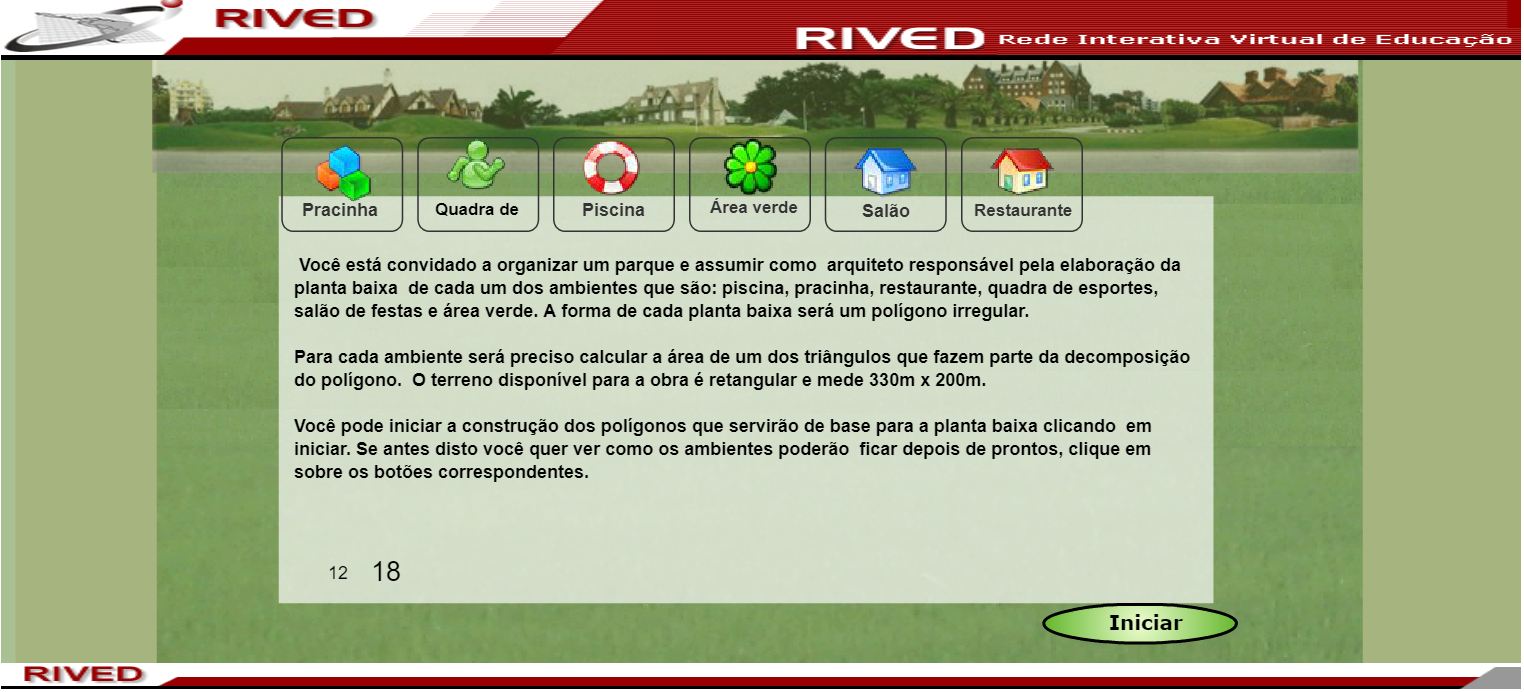 RIVED
RIVED Rede Interativa Virtual de Educação
Pracinha
Quadra de
Piscina
Área verde
Salão
Restaurante
Você está convidado a organizar um parque e assumir como arquiteto responsável pela elaboração da
planta baixa de cada um dos ambientes que são: piscina, pracinha, restaurante, quadra de esportes,
salão de festas e área verde. A forma de cada planta baixa será um polígono irregular.
Para cada ambiente será preciso calcular a área de um dos triângulos que fazem parte da decomposição
do polígono. O terreno disponível para a obra é retangular e mede 330m x 200m.
Você pode iniciar a construção dos polígonos que servirão de base para a planta baixa clicando em
iniciar. Se antes disto você quer ver como os ambientes poderão ficar depois de prontos, clique em
sobre os botões correspondentes.
12 18
Iniciar
RIVED